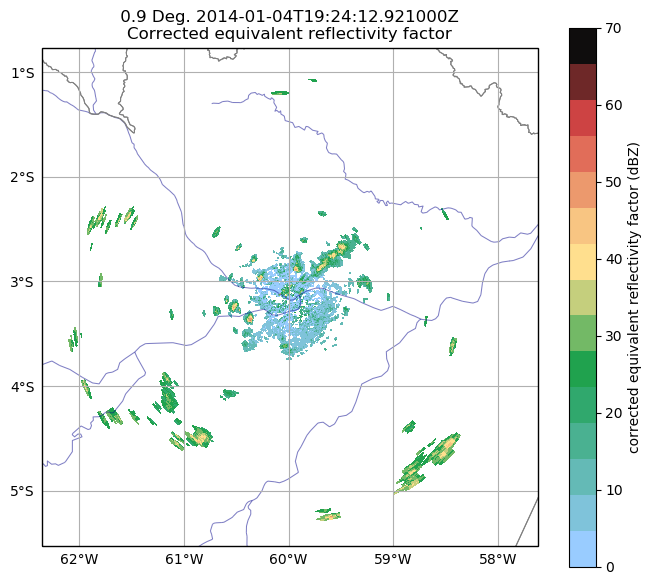 0.9 Deg. 2014-01-04T19:24:12.921000Z
Corrected equivalent reflectivity factor
1°S
2°S
3°S
4°S
5°S
62°W 61°W 60°W 59°W 58°W
70
60
50
40
30
20
10
0
corrected equivalent reflectivity factor (dBZ)